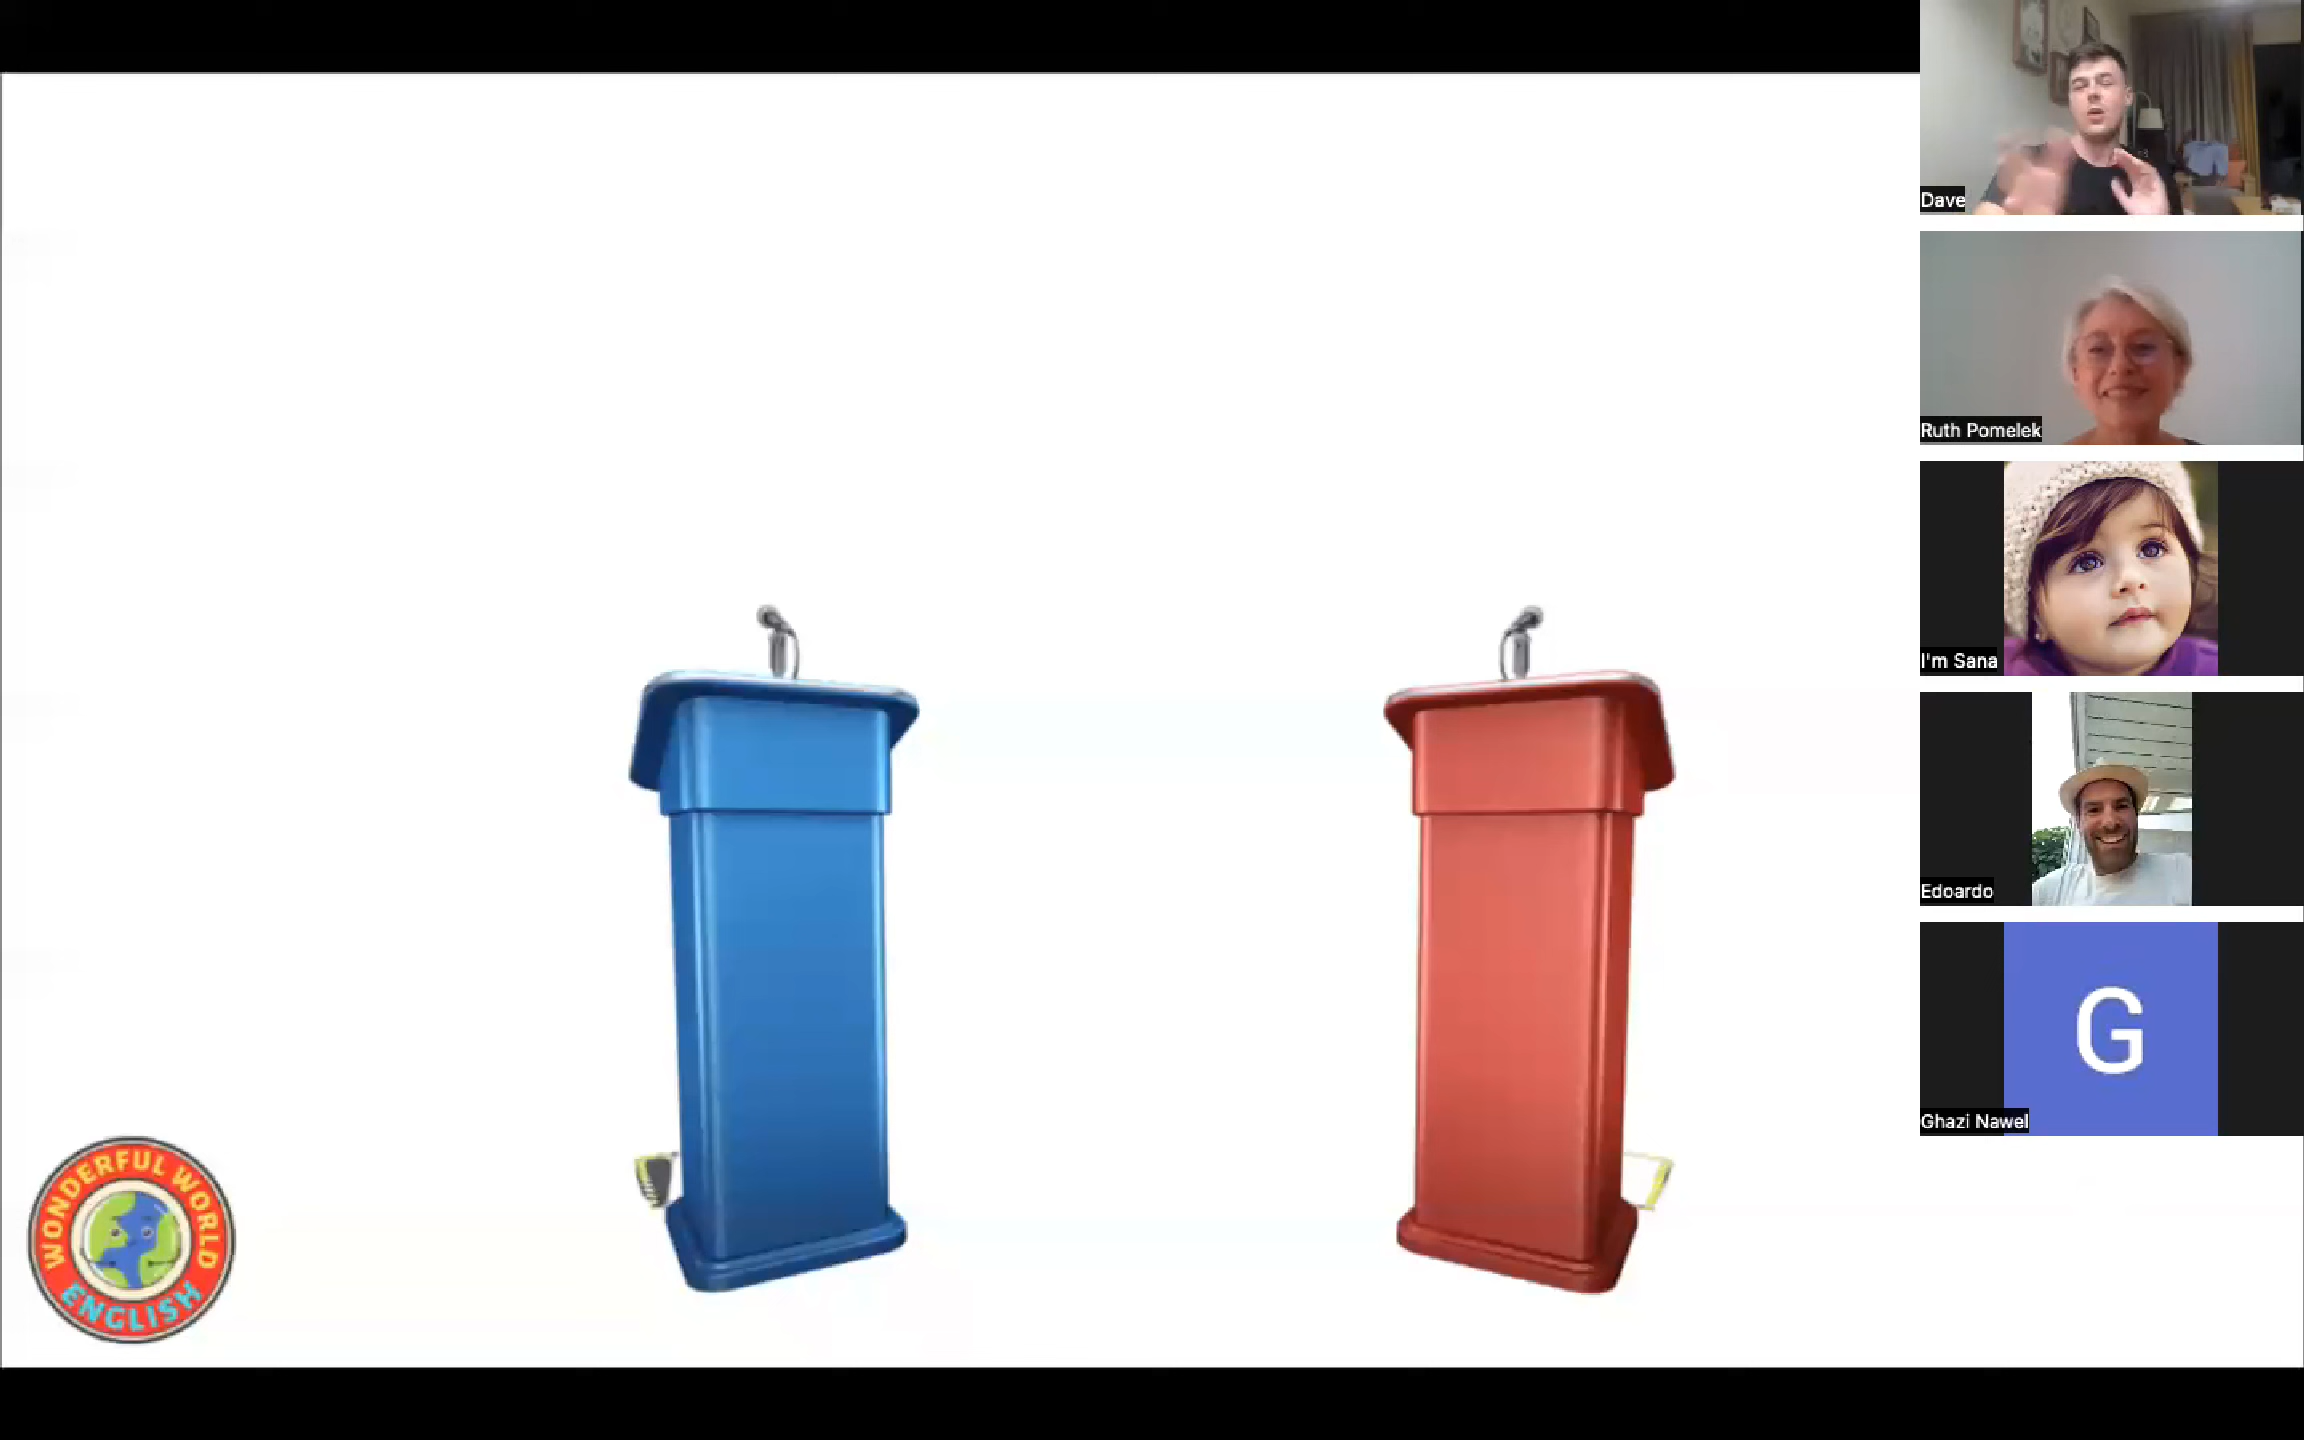 WONDERFUL WORLD
ENGLISH
Dave
Ruth Pomelek
I'm Sana
Edoardo
G
Ghazi Nawel